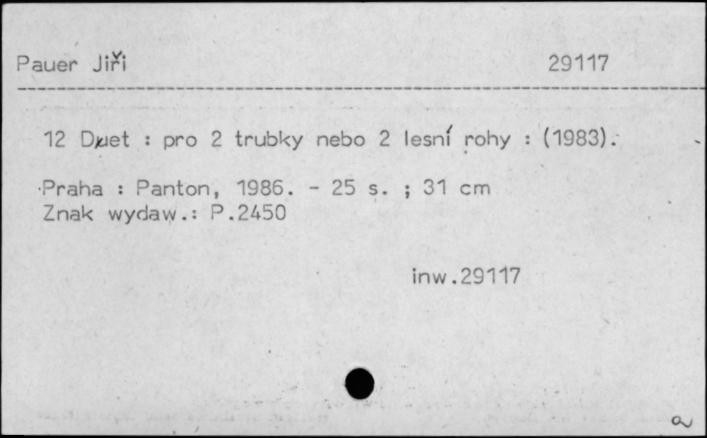 Pauer Jiří 29117
12 Duet : pro 2 trubky nebo 2 lesní rohy : (1983).
Praha : Panton, 1986. - 25 s. ; 31 cm
Znak wydaw.: P.2450
inw.29117